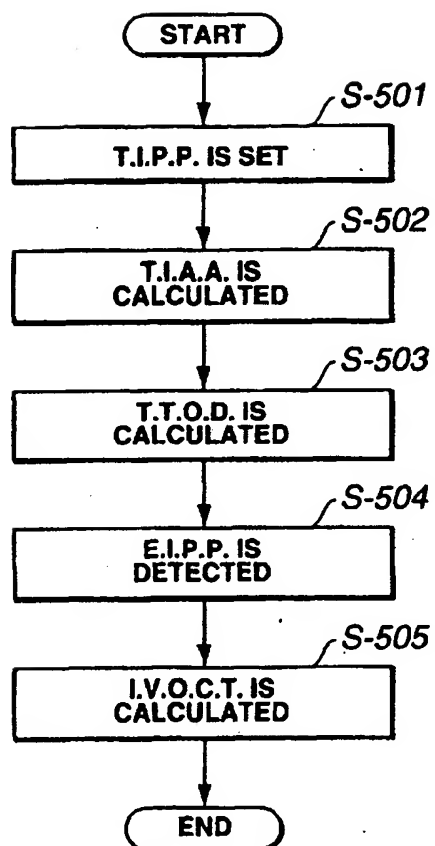 START
S-501
T.I.P.P. IS SET
S-502
T.I.A.A. IS
CALCULATED
S-503
T.T.O.D. IS
CALCULATED
S-504
E.I.P.P. IS
DETECTED
S-505
I.V.O.C.T. IS
CALCULATED
END